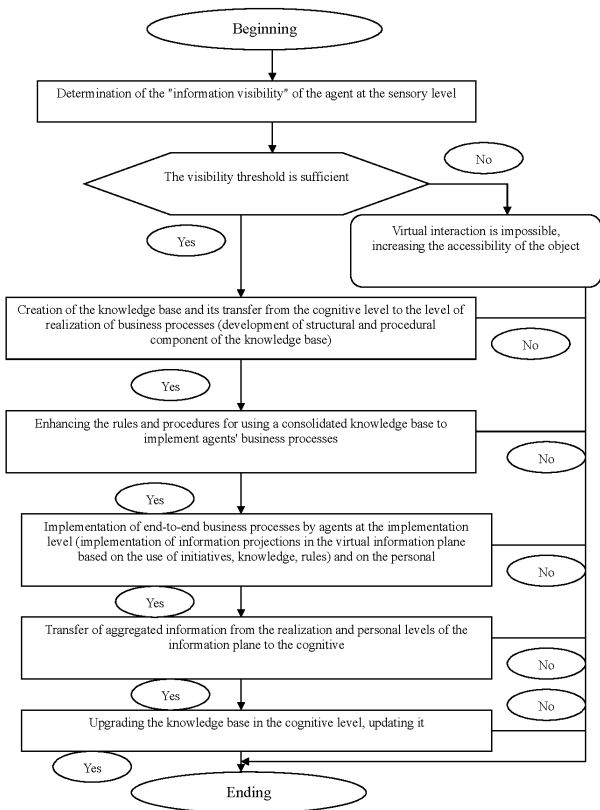 Beginning
Determination of the "information visibility" of the agent at the sensory level
No
The visibility threshold is sufficient
Yes
Virtual interaction is impossible,
increasing the accessibility of the object
Creation of the knowledge base and its transfer from the cognitive level to the level of
realization of business processes (development of structural and procedural
component of the knowledge base)
No
Yes
Enhancing the rules and procedures for using a consolidated knowledge base to
implement agents' business processes
No
Yes
Implementation of end-to-end business processes by agents at the implementation
level (implementation of information projections in the virtual information plane
based on the use of initiatives, knowledge, rules) and on the personal
No
Yes
Transfer of aggregated information from the realization and personal levels of the
information plane to the cognitive
No
Yes
No
Upgrading the knowledge base in the cognitive level, updating it
Yes
Ending